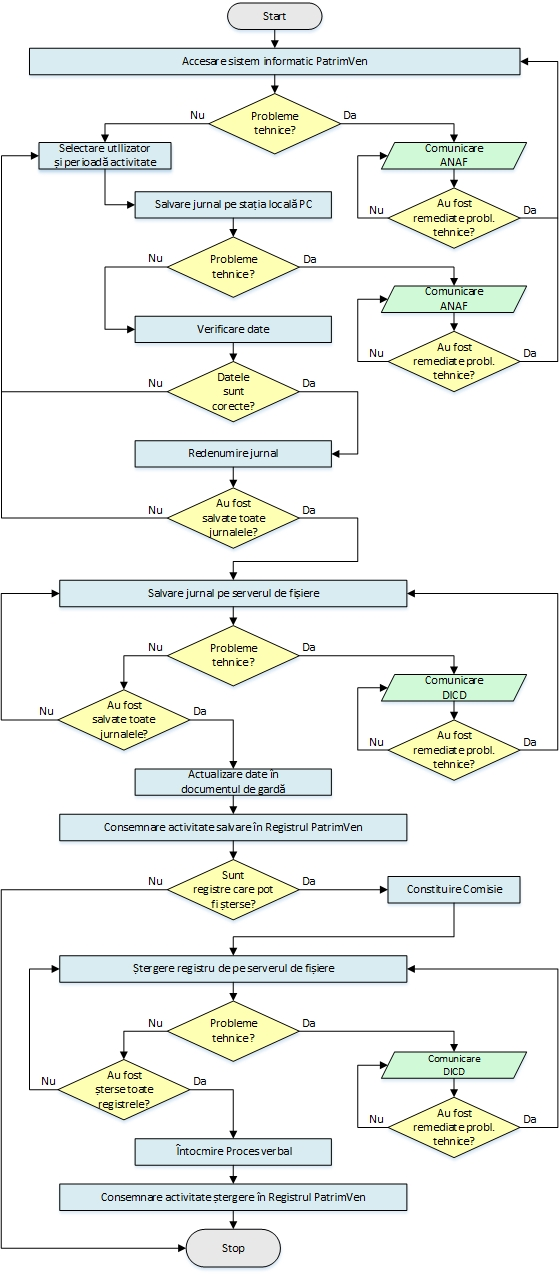 Start
Accesare sistem informatic PatrimVen
Probleme
tehnice?
Nu
Da
Selectare utilizator
și perioadă activitate
Comunicare
ANAF
Salvare jurnal pe stația locală PC
Au fost
remediate probl.
tehnice?
Nu
Da
Probleme
tehnice?
Nu
Da
Comunicare
ANAF
Verificare date
Au fost
remediate probl.
tehnice?
Nu
Da
Datele
sunt
corecte?
Nu
Da
Redenumire jurnal
Au fost
salvate toate
jurnalele?
Nu
Da
Salvare jurnal pe serverul de fișiere
Probleme
tehnice?
Nu
Da
Comunicare
DICD
Au fost
salvate toate
jurnalele?
Nu
Da
Au fost
remediate probl.
tehnice?
Nu
Da
Actualizare date în
documentul de gardă
Consemnare activitate salvare în Registrul PatrimVen
Sunt
registre care pot
fi șterse?
Nu
Da
Constituire Comisie
Ștergere registru de pe serverul de fișiere
Probleme
tehnice?
Nu
Da
Comunicare
DICD
Au fost
șterse toate
registrele?
Nu
Da
Au fost
remediate probl.
tehnice?
Nu
Da
Întocmire Proces verbal
Consemnare activitate ștergere în Registrul PatrimVen
Stop